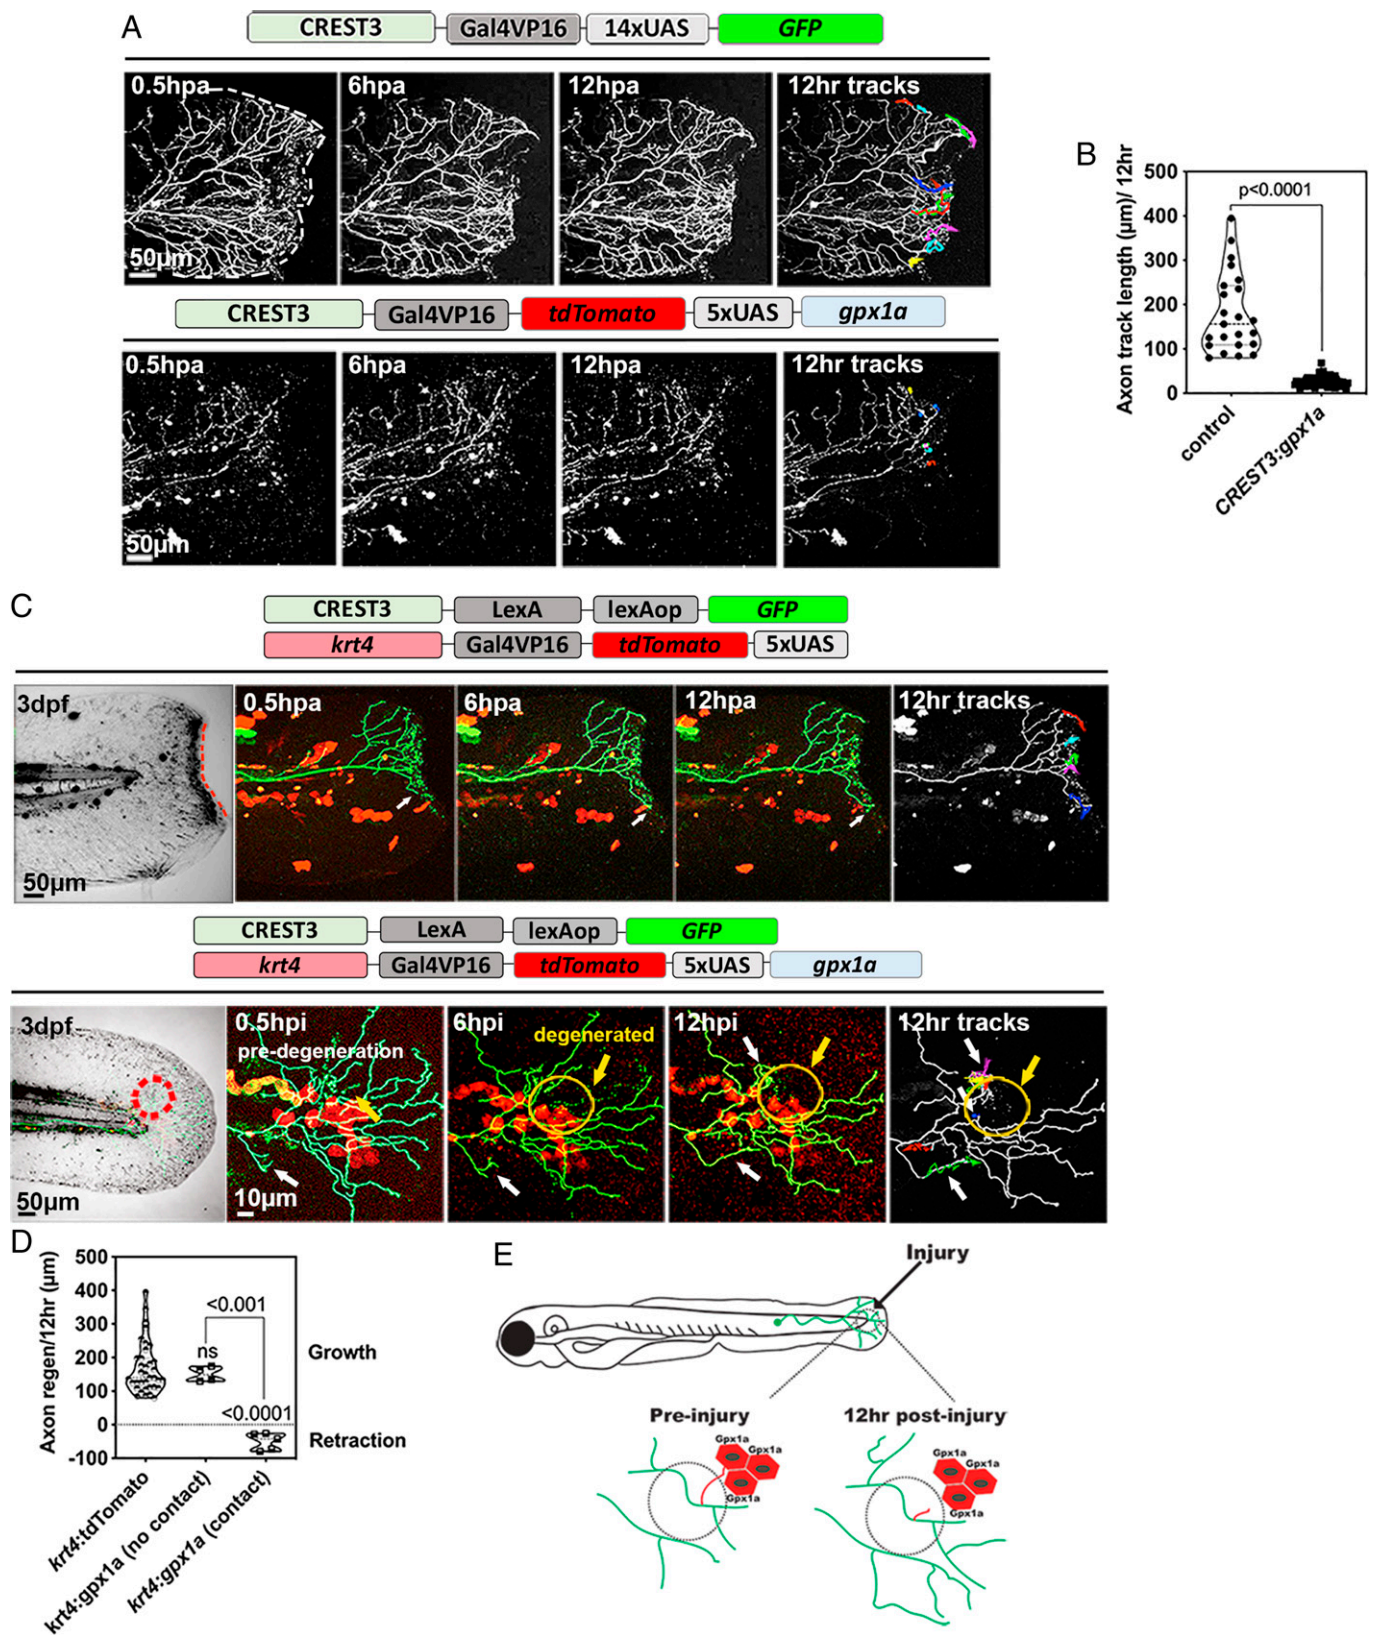 A
CREST3 Gal4VP16 14xUAS GFP
0.5hpa 6hpa 12hpa 12hr tracks
50µm
CREST3 Gal4VP16 tdTomato 5xUAS gpx1a
0.5hpa 6hpa 12hpa 12hr tracks
50µm
B
Axon track length (µm)/ 12hr
500
400
300
200
100
0
p<0.0001
control
CREST3:gpx1a
C
CREST3 LexA lexAop GFP
krt4 Gal4VP16 tdTomato 5xUAS
3dpf 0.5hpa 6hpa 12hpa 12hr tracks
50µm
CREST3 LexA lexAop GFP
krt4 Gal4VP16 tdTomato 5xUAS gpx1a
3dpf 0.5hpi 6hpi 12hpi 12hr tracks
pre-degeneration
degenerated
50µm
10µm
D
Axon regen/12hr (µm)
500
400
300
200
100
0
-100
<0.001
ns
<0.0001
Growth
Retraction
krt4:tdTomato
krt4:gpx1a (no contact)
krt4:gpx1a (contact)
E
Injury
Pre-injury
12hr post-injury
Gpx1a
Gpx1a
Gpx1a
Gpx1a
Gpx1a
Gpx1a